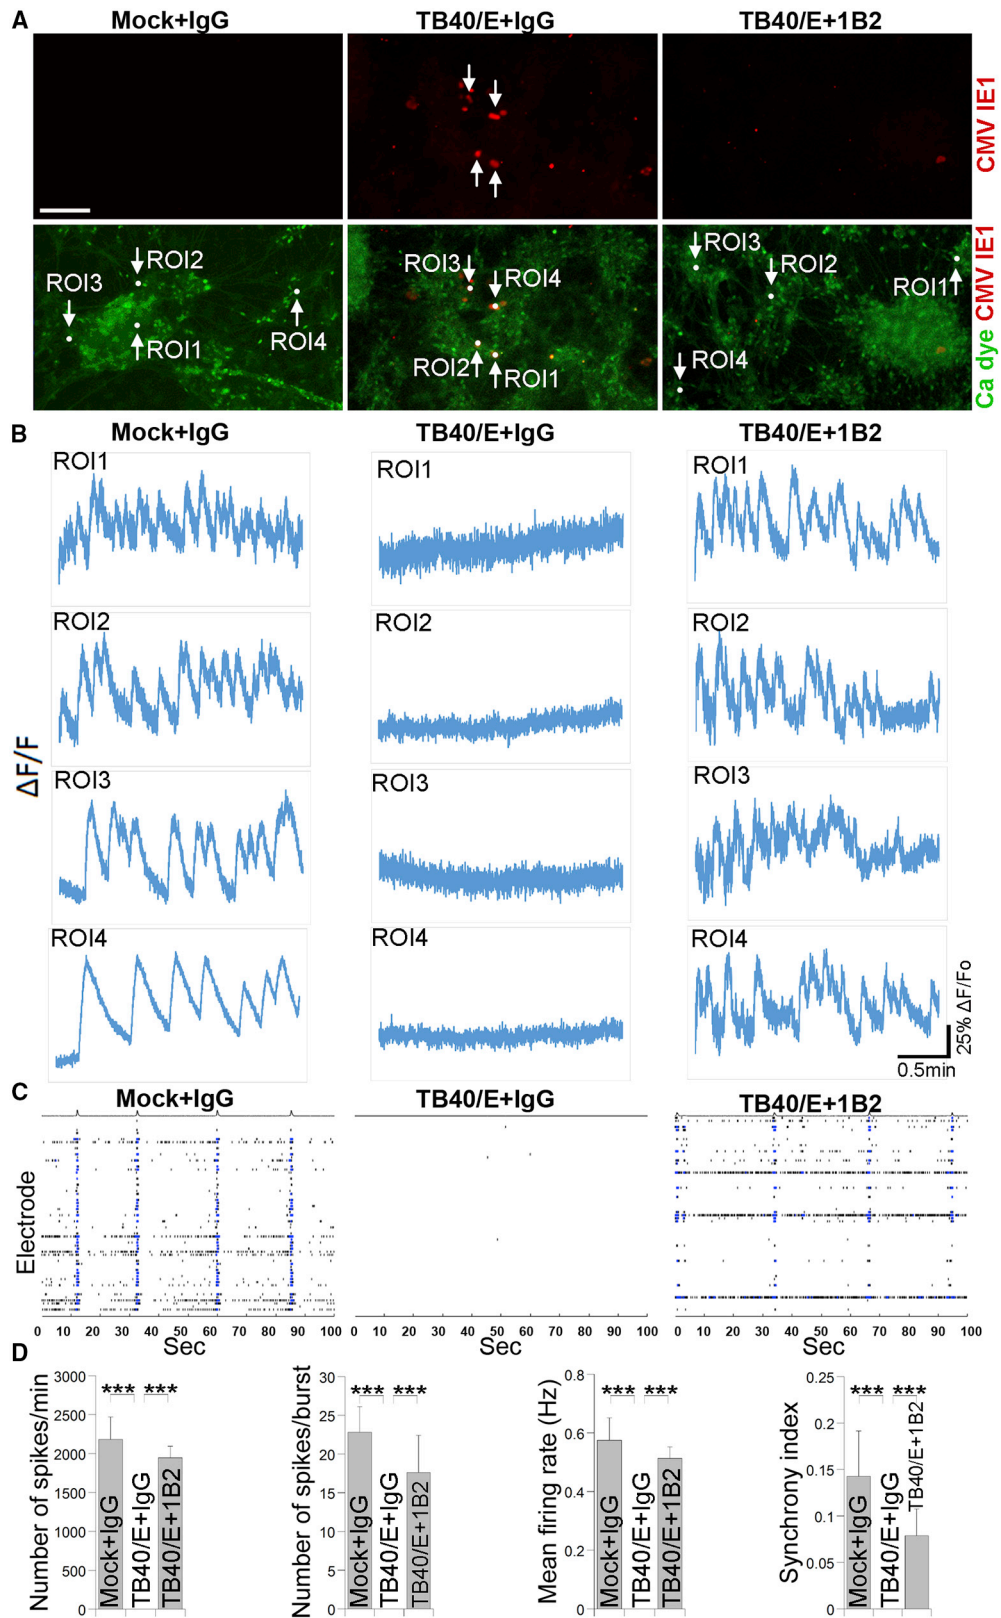 A
Mock+IgG TB40/E+IgG TB40/E+1B2
CMV IE1
ROI3 ROI2 ROI1 ROI4
ROI3 ROI4 ROI2 ROI1
ROI3 ROI2 ROI1 ROI4
Ca dye CMV IE1
B
Mock+IgG TB40/E+IgG TB40/E+1B2
ROI1 ROI1 ROI1
ROI2 ROI2 ROI2
ROI3 ROI3 ROI3
ROI4 ROI4 ROI4
ΔF/F
25% ΔF/Fo
0.5min
C
Mock+IgG TB40/E+IgG TB40/E+1B2
Electrode
0 10 20 30 40 50 60 70 80 90 100
0 10 20 30 40 50 60 70 80 90 100
0 10 20 30 40 50 60 70 80 90 100
Sec Sec Sec
D
Number of spikes/min
3000
2500
2000
1500
1000
500
0
*** ***
Mock+IgG
TB40/E+IgG
TB40/E+1B2
Number of spikes/burst
30
25
20
15
10
5
0
*** ***
Mock+IgG
TB40/E+IgG
TB40/E+1B2
Mean firing rate (Hz)
0.8
0.6
0.4
0.2
0
*** ***
Mock+IgG
TB40/E+IgG
TB40/E+1B2
Synchrony index
0.25
0.2
0.15
0.1
0.05
0
*** ***
Mock+IgG
TB40/E+IgG
TB40/E+1B2